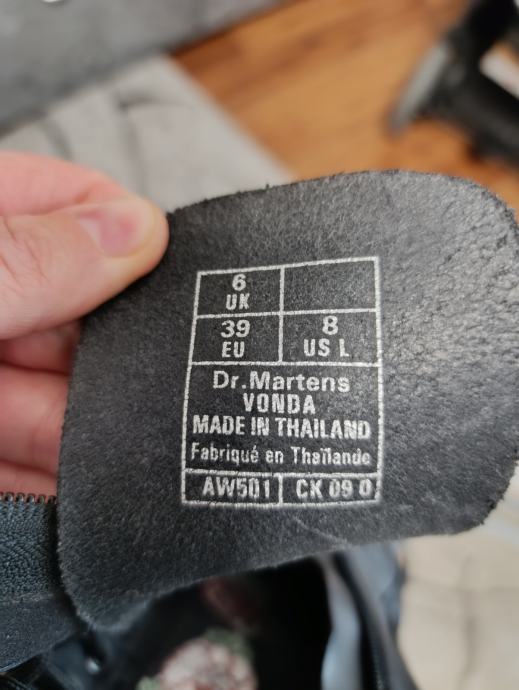 6
UK
39
EU
8
US L
Dr.Martens
VONDA
MADE IN THAILAND
Fabriqué en Thaïlande
AW501 CK 09 0